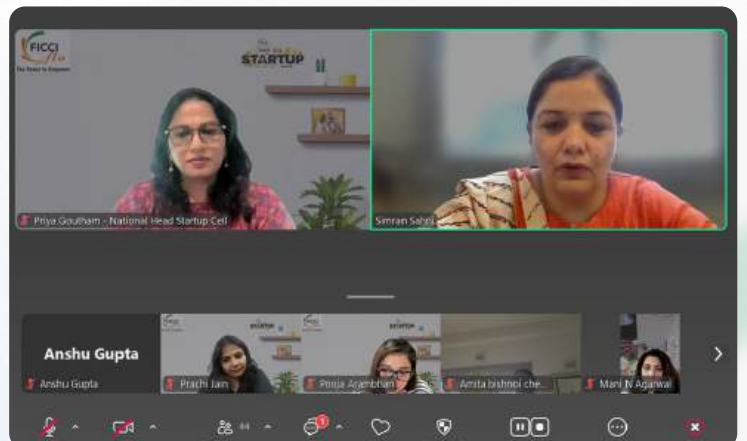 FICCI
flo
The Power to Empower
STARTUP
Priya Goutham - National Head Startup Cell
Simran Sahni
Anshu Gupta
Anshu Gupta
Prachi Jain
Pooja Arambhan
Amita bishnoi che...
Mani N Agarwal
44
1